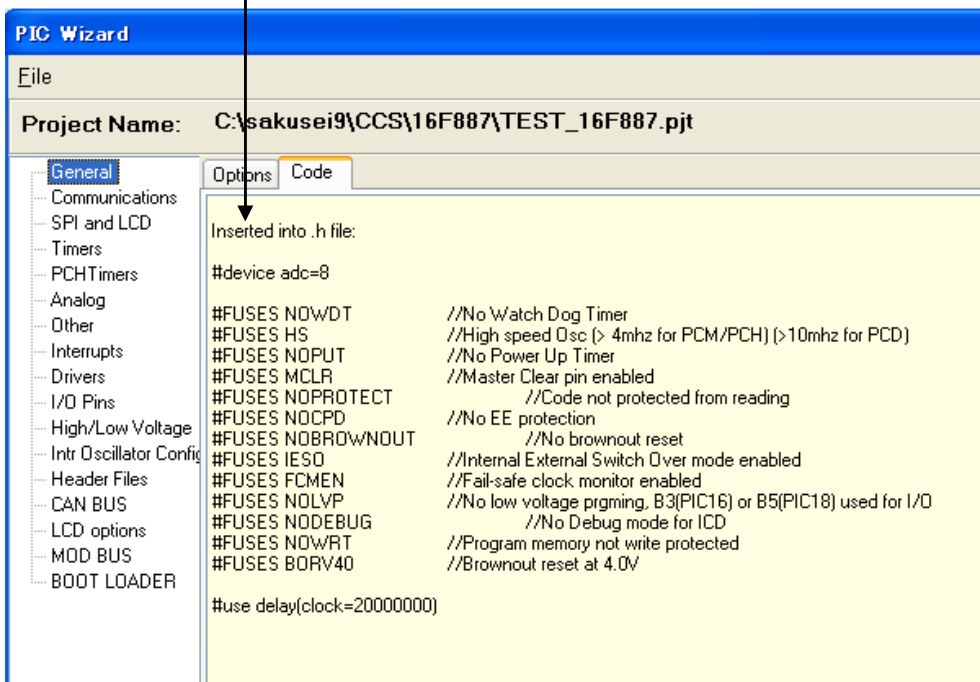 PIC Wizard
File
Project Name: C:\sakusei9\CCS\16F887\TEST_16F887.pjt
General
Communications
SPI and LCD
Timers
PCHTimers
Analog
Other
Interrupts
Drivers
I/O Pins
High/Low Voltage
Intr Oscillator Config
Header Files
CAN BUS
LCD options
MOD BUS
BOOT LOADER
Options Code
Inserted into .h file:
#device adc=8
#FUSES NOWDT //No Watch Dog Timer
#FUSES HS //High speed Osc (> 4mhz for PCM/PCH) (>10mhz for PCD)
#FUSES NOPUT //No Power Up Timer
#FUSES MCLR //Master Clear pin enabled
#FUSES NOPROTECT //Code not protected from reading
#FUSES NOCPD //No EE protection
#FUSES NOBROWNOUT //No brownout reset
#FUSES IESO //Internal External Switch Over mode enabled
#FUSES FCMEN //Fail-safe clock monitor enabled
#FUSES NOLVP //No low voltage prgming, B3(PIC16) or B5(PIC18) used for I/O
#FUSES NODEBUG //No Debug mode for ICD
#FUSES NOWRT //Program memory not write protected
#FUSES BORV40 //Brownout reset at 4.0V
#use delay(clock=20000000)